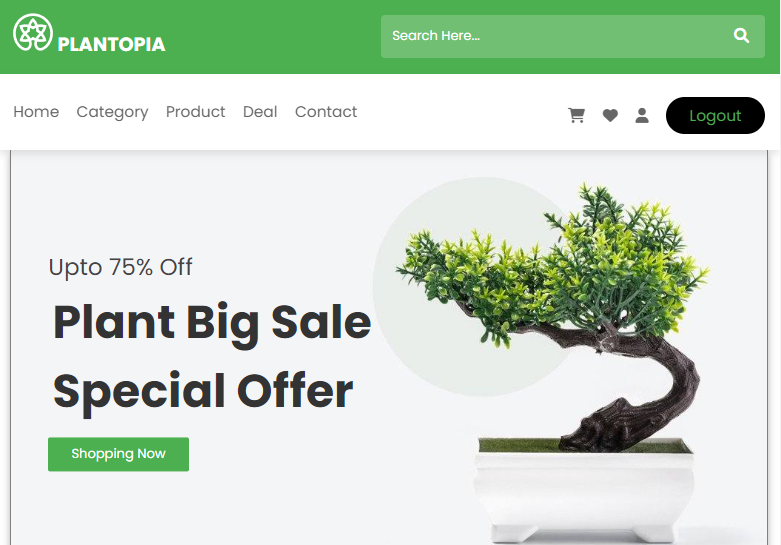 PLANTOPIA
Search Here...
Home Category Product Deal Contact
Logout
Upto 75% Off
Plant Big Sale
Special Offer
Shopping Now